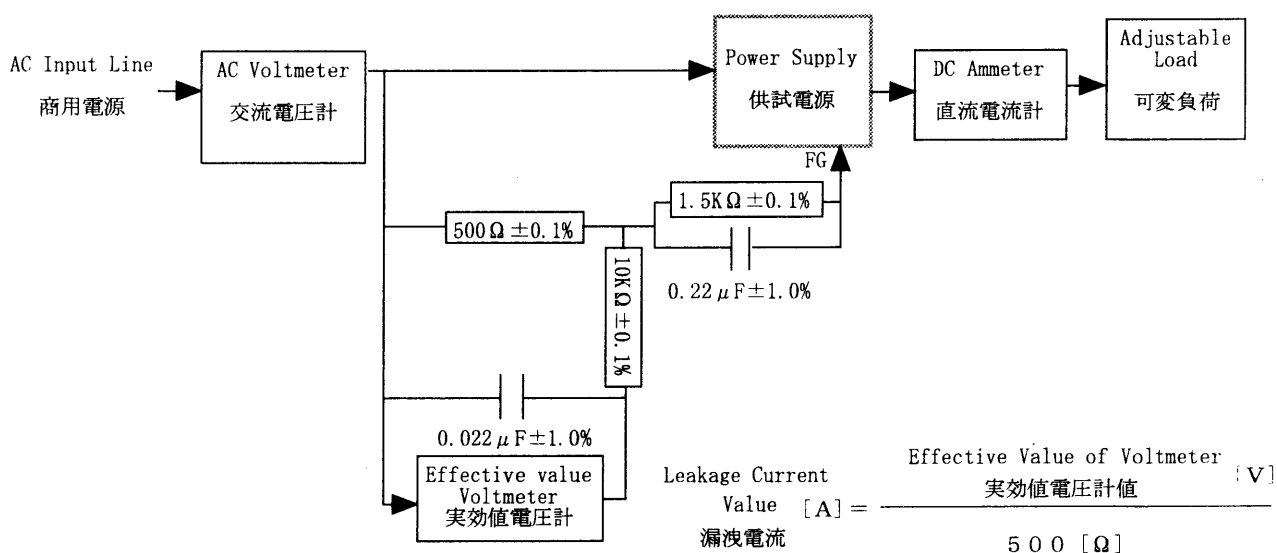 AC Input Line
商用電源
AC Voltmeter
交流電圧計
Power Supply
供試電源
FG
DC Ammeter
直流電流計
Adjustable
Load
可変負荷
500Ω±0.1%
1.5KΩ±0.1%
0.22μF±1.0%
10KΩ±0.1%
0.022μF±1.0%
Effective value
Voltmeter
実効値電圧計
Leakage Current
Value [A] =
漏洩電流
Effective Value of Voltmeter
実効値電圧計値 [V]
500 [Ω]